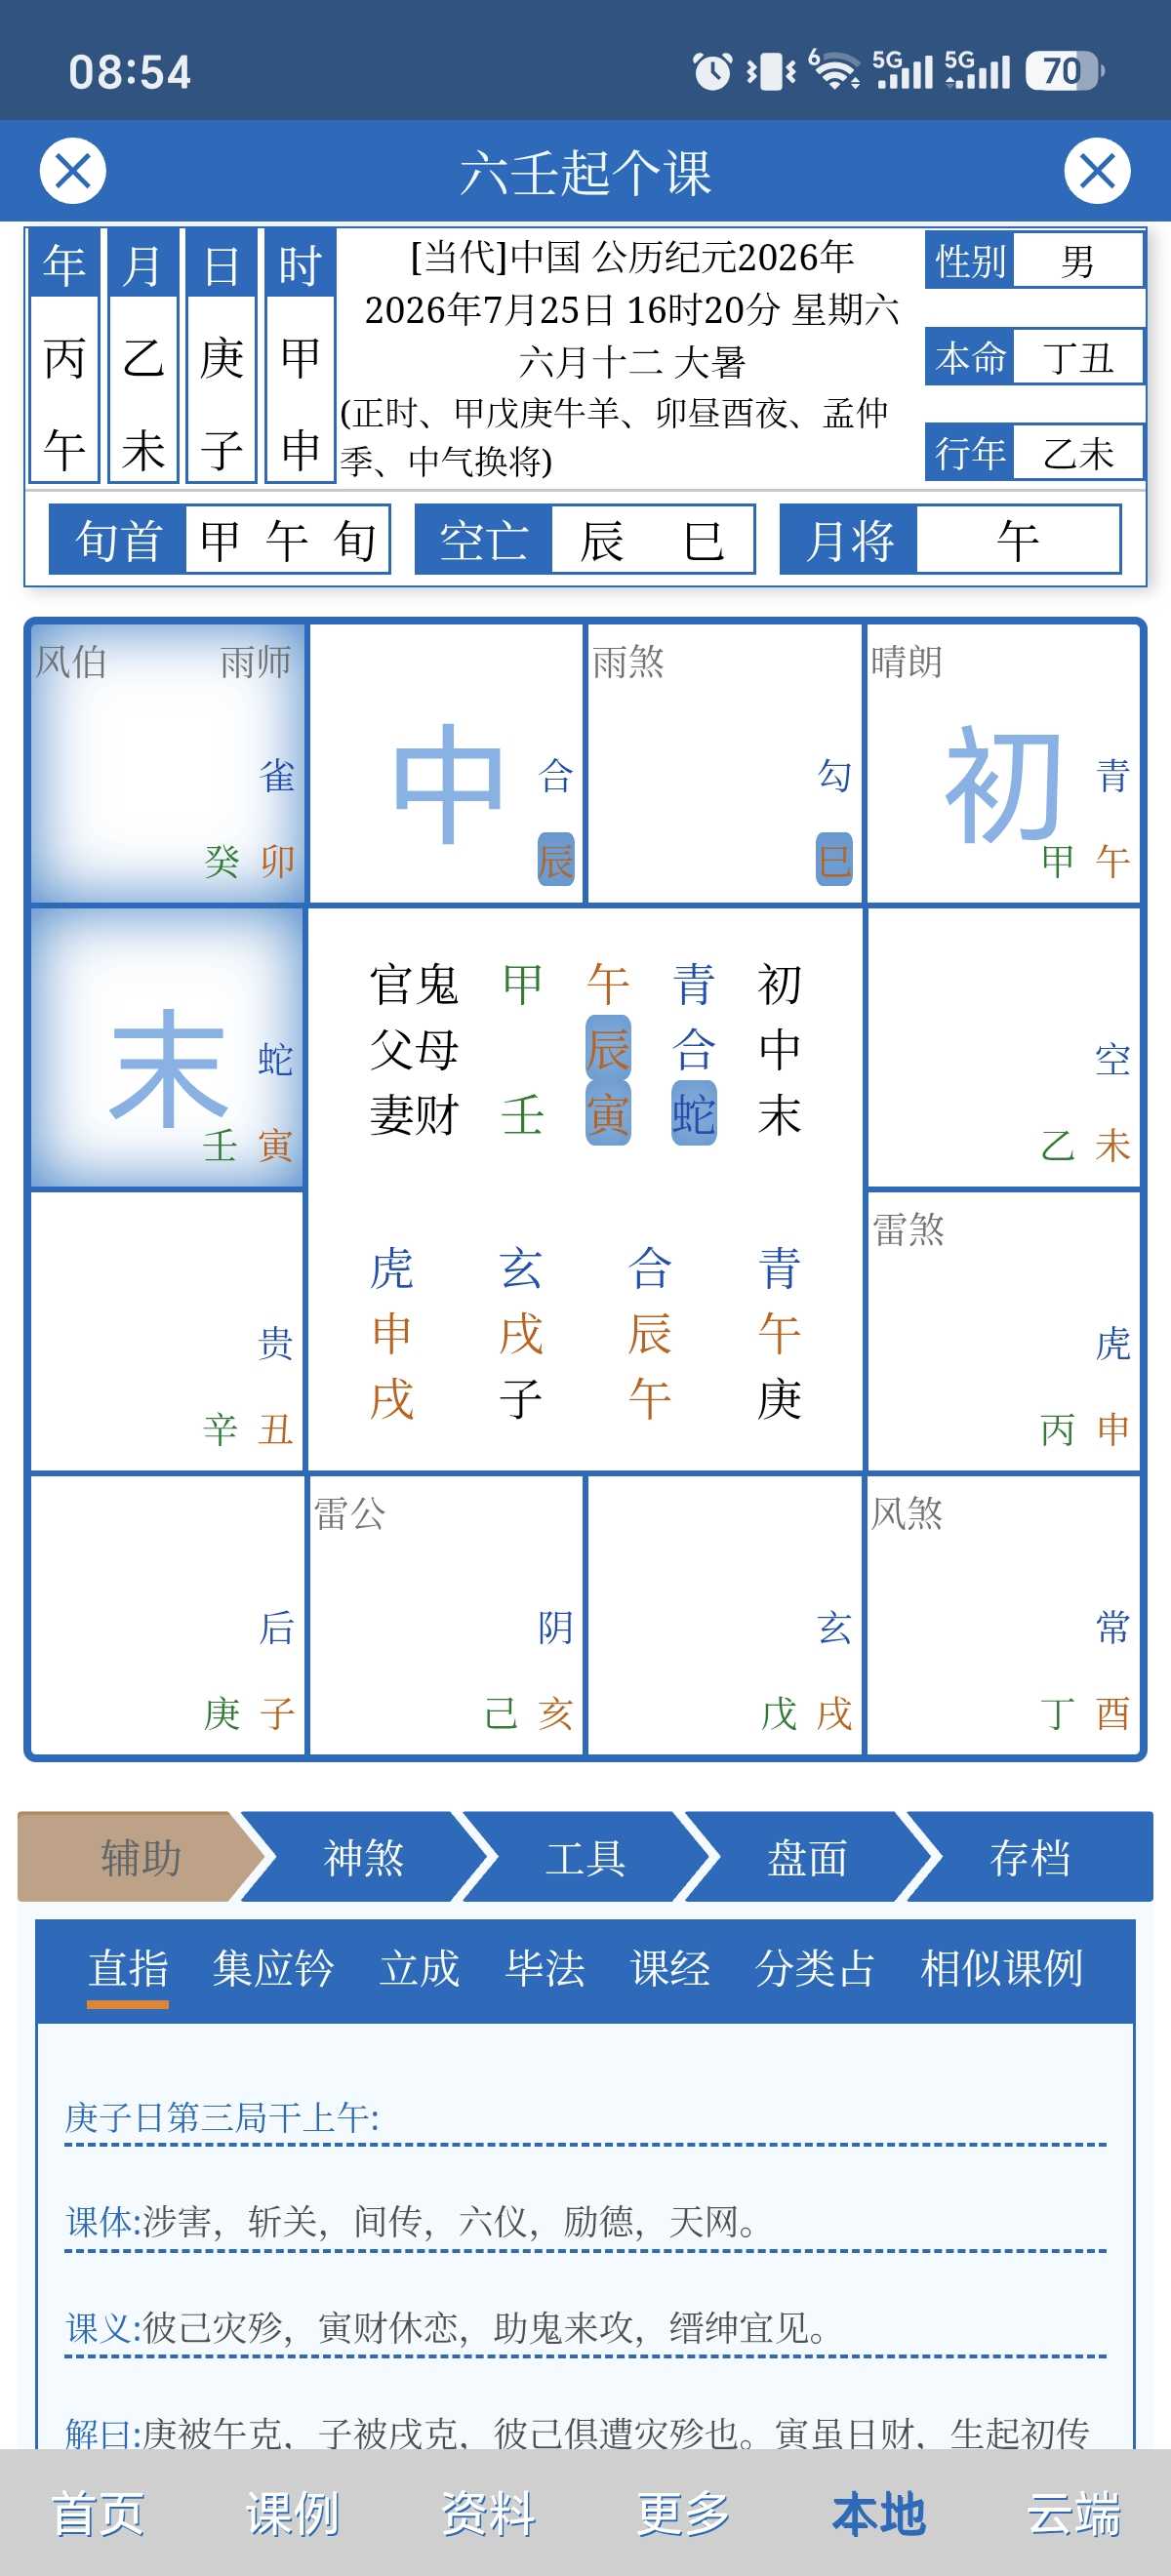 08:54
6 5G 5G 70
六壬起个课
年 月 日 时
丙 乙 庚 甲
午 未 子 申
[当代]中国 公历纪元2026年
2026年7月25日 16时20分 星期六
六月十二 大暑
(正时、甲戊庚牛羊、卯昼酉夜、孟仲
季、中气换将)
性别 男
本命 丁丑
行年 乙未
旬首 甲 午 旬 空亡 辰 巳 月将 午
风伯 雨师 雨煞 晴朗
中 初
雀 合 勾 青
癸 卯 辰 巳 甲 午
末
蛇 空
壬 寅 乙 未
官鬼 甲 午 青 初
父母 辰 合 中
妻财 壬 寅 蛇 末
虎 玄 合 青
申 戌 辰 午
戌 子 午 庚
雷煞
贵 虎
辛 丑 丙 申
雷公 风煞
后 阴 玄 常
庚 子 己 亥 戊 戌 丁 酉
辅助 神煞 工具 盘面 存档
直指 集应钤 立成 毕法 课经 分类占 相似课例
庚子日第三局干上午:
课体:涉害，斩关，间传，六仪，励德，天网。
课义:彼己灾殄，寅财休恋，助鬼来攻，缙绅宜见。
解曰:庚被午克，子被戌克，彼己俱遭灾殄也。寅虽日财，生起初传
首页 课例 资料 更多 本地 云端